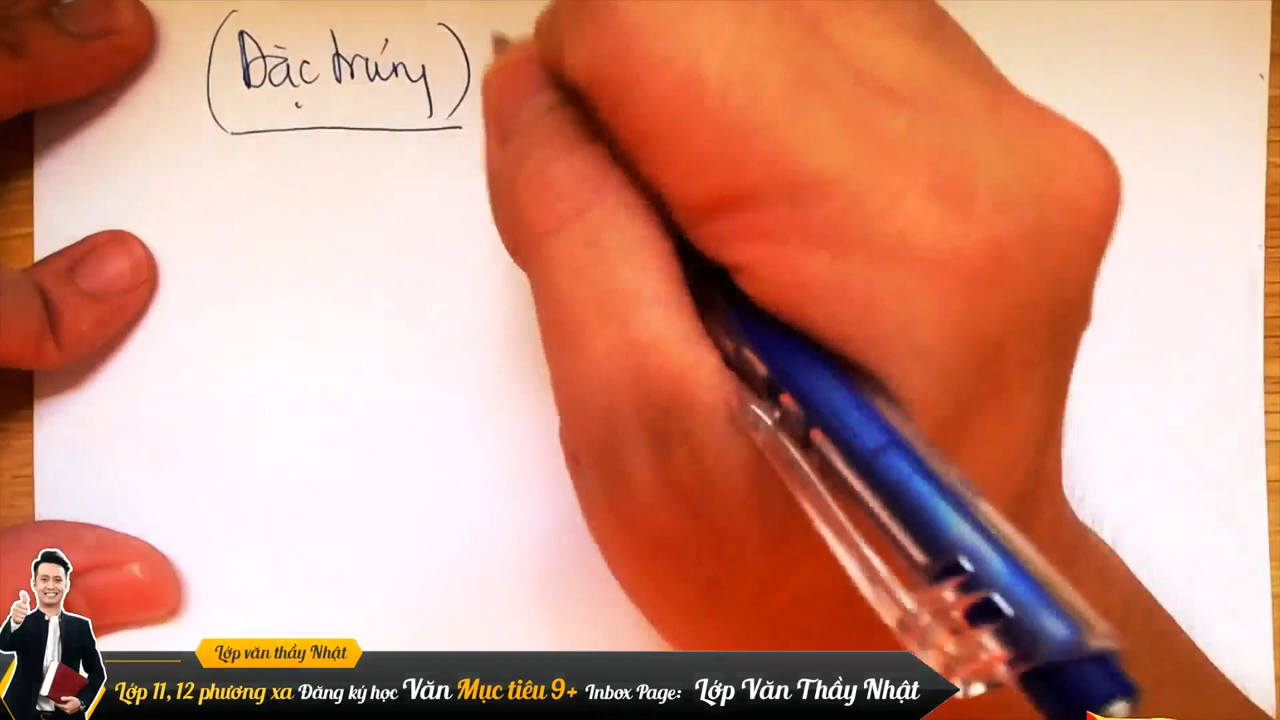 (Đặc trưng)
Lớp văn thầy Nhật
Lớp 11, 12 phương xa Đăng ký học Văn Mục tiêu 9+ Inbox Page: Lớp Văn Thầy Nhật